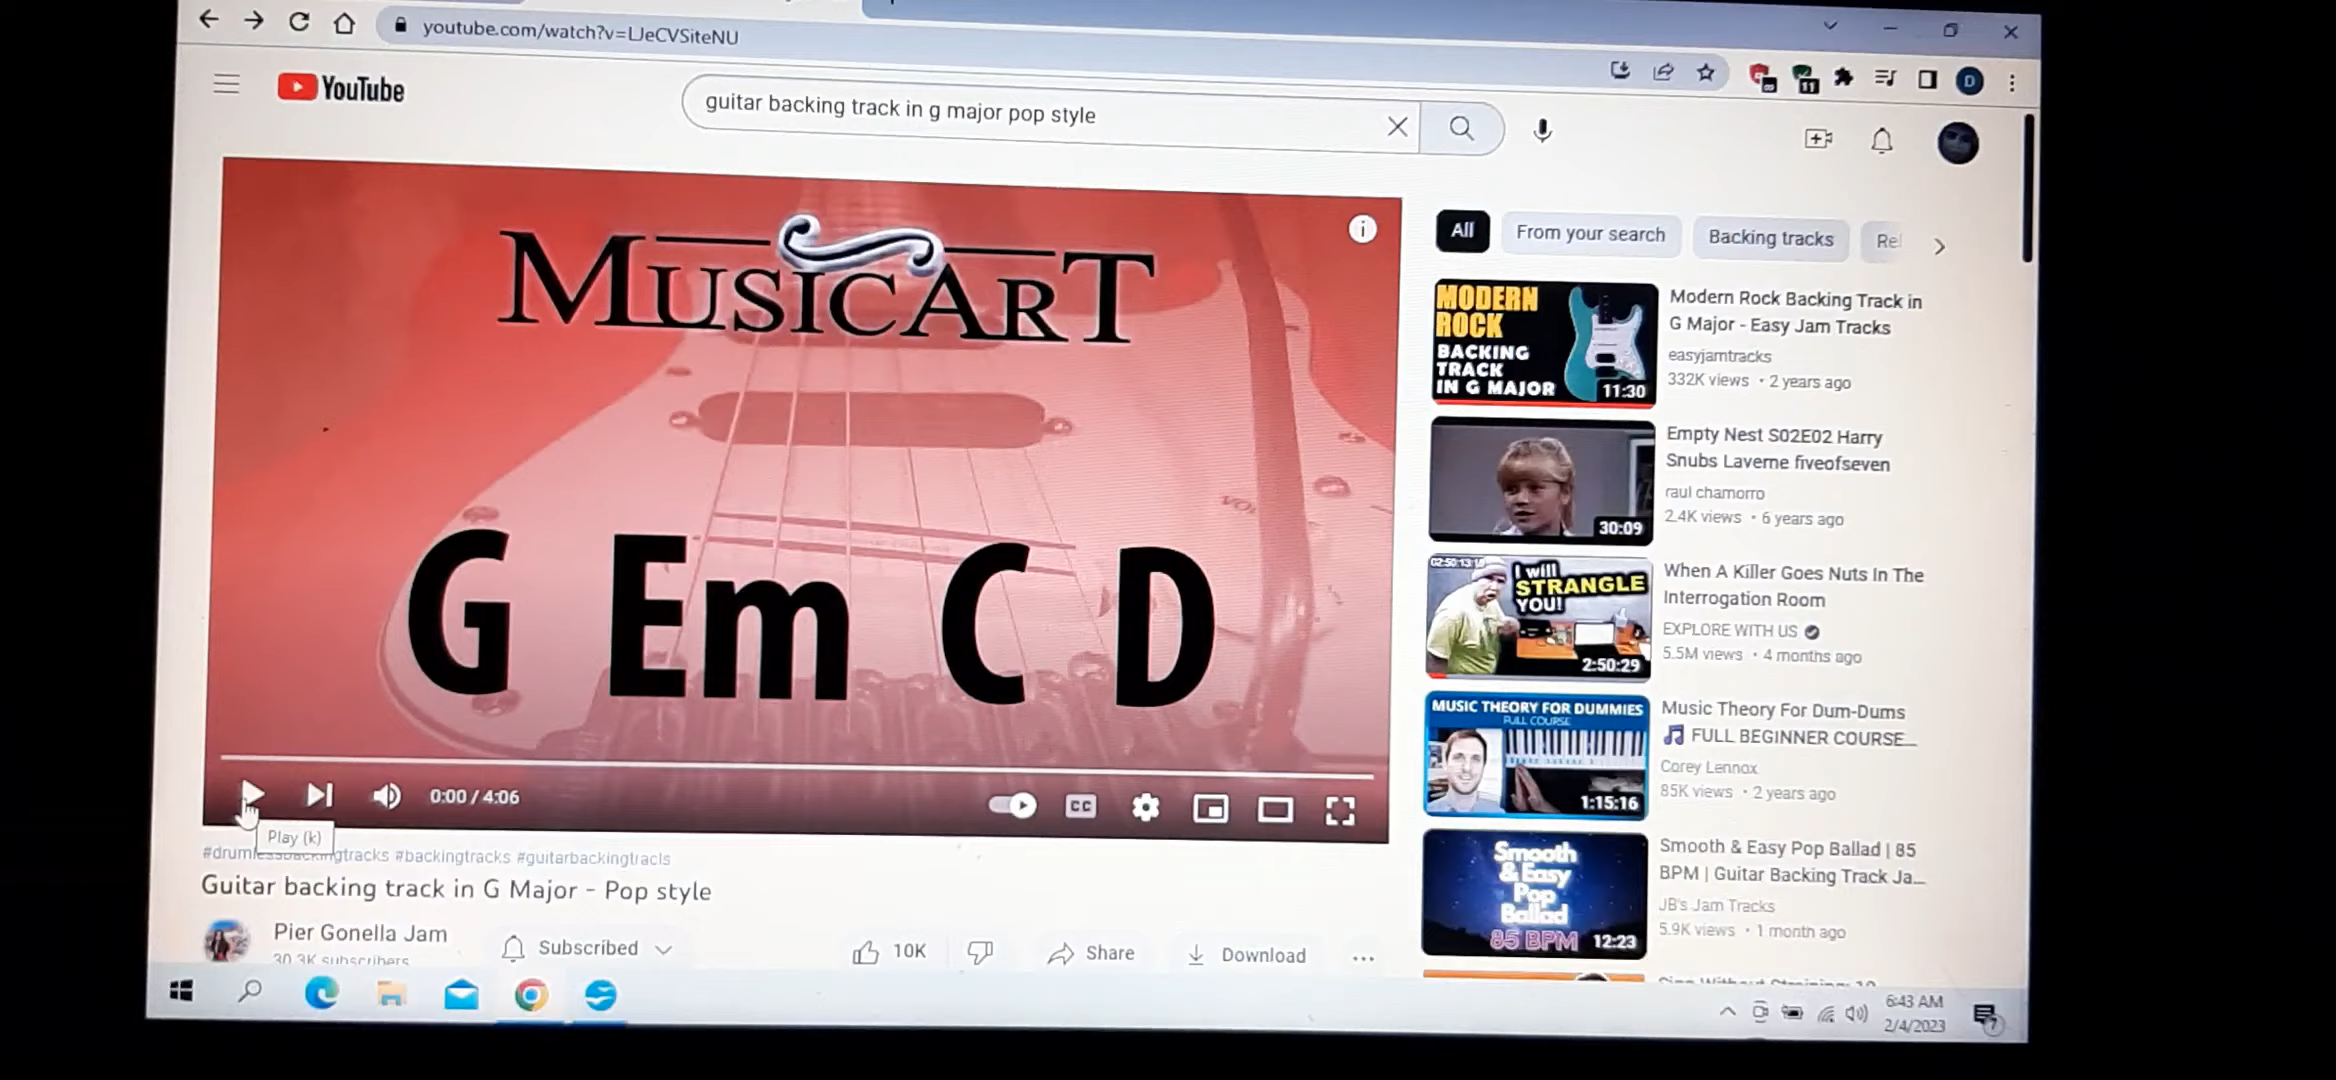 youtube.com/watch?v=LJeCVSiteNU
11
D
YouTube
guitar backing track in g major pop style
MUSICART
G Em C D
0:00 / 4:06
CC
Play (k)
#backingtracks #guitarbackingtracls
Guitar backing track in G Major - Pop style
Pier Gonella Jam
30.3K subscribers
Subscribed
10K
Share
Download
All
From your search
Backing tracks
MODERN
ROCK
BACKING
TRACK
IN G MAJOR
11:30
Modern Rock Backing Track in
G Major - Easy Jam Tracks
easyjamtracks
332K views • 2 years ago
30:09
Empty Nest S02E02 Harry
Snubs Laverne fiveofseven
raul chamorro
2.4K views • 6 years ago
I will
STRANGLE
YOU!
2:50:29
When A Killer Goes Nuts In The
Interrogation Room
EXPLORE WITH US
5.5M views • 4 months ago
MUSIC THEORY FOR DUMMIES
FULL COURSE
1:15:16
Music Theory For Dum-Dums
🎵 FULL BEGINNER COURSE...
Corey Lennox
85K views • 2 years ago
Smooth
& Easy
Pop
Ballad
85 BPM
12:23
Smooth & Easy Pop Ballad | 85
BPM | Guitar Backing Track Ja...
JB's Jam Tracks
5.9K views • 1 month ago
6:43 AM
2/4/2023
7